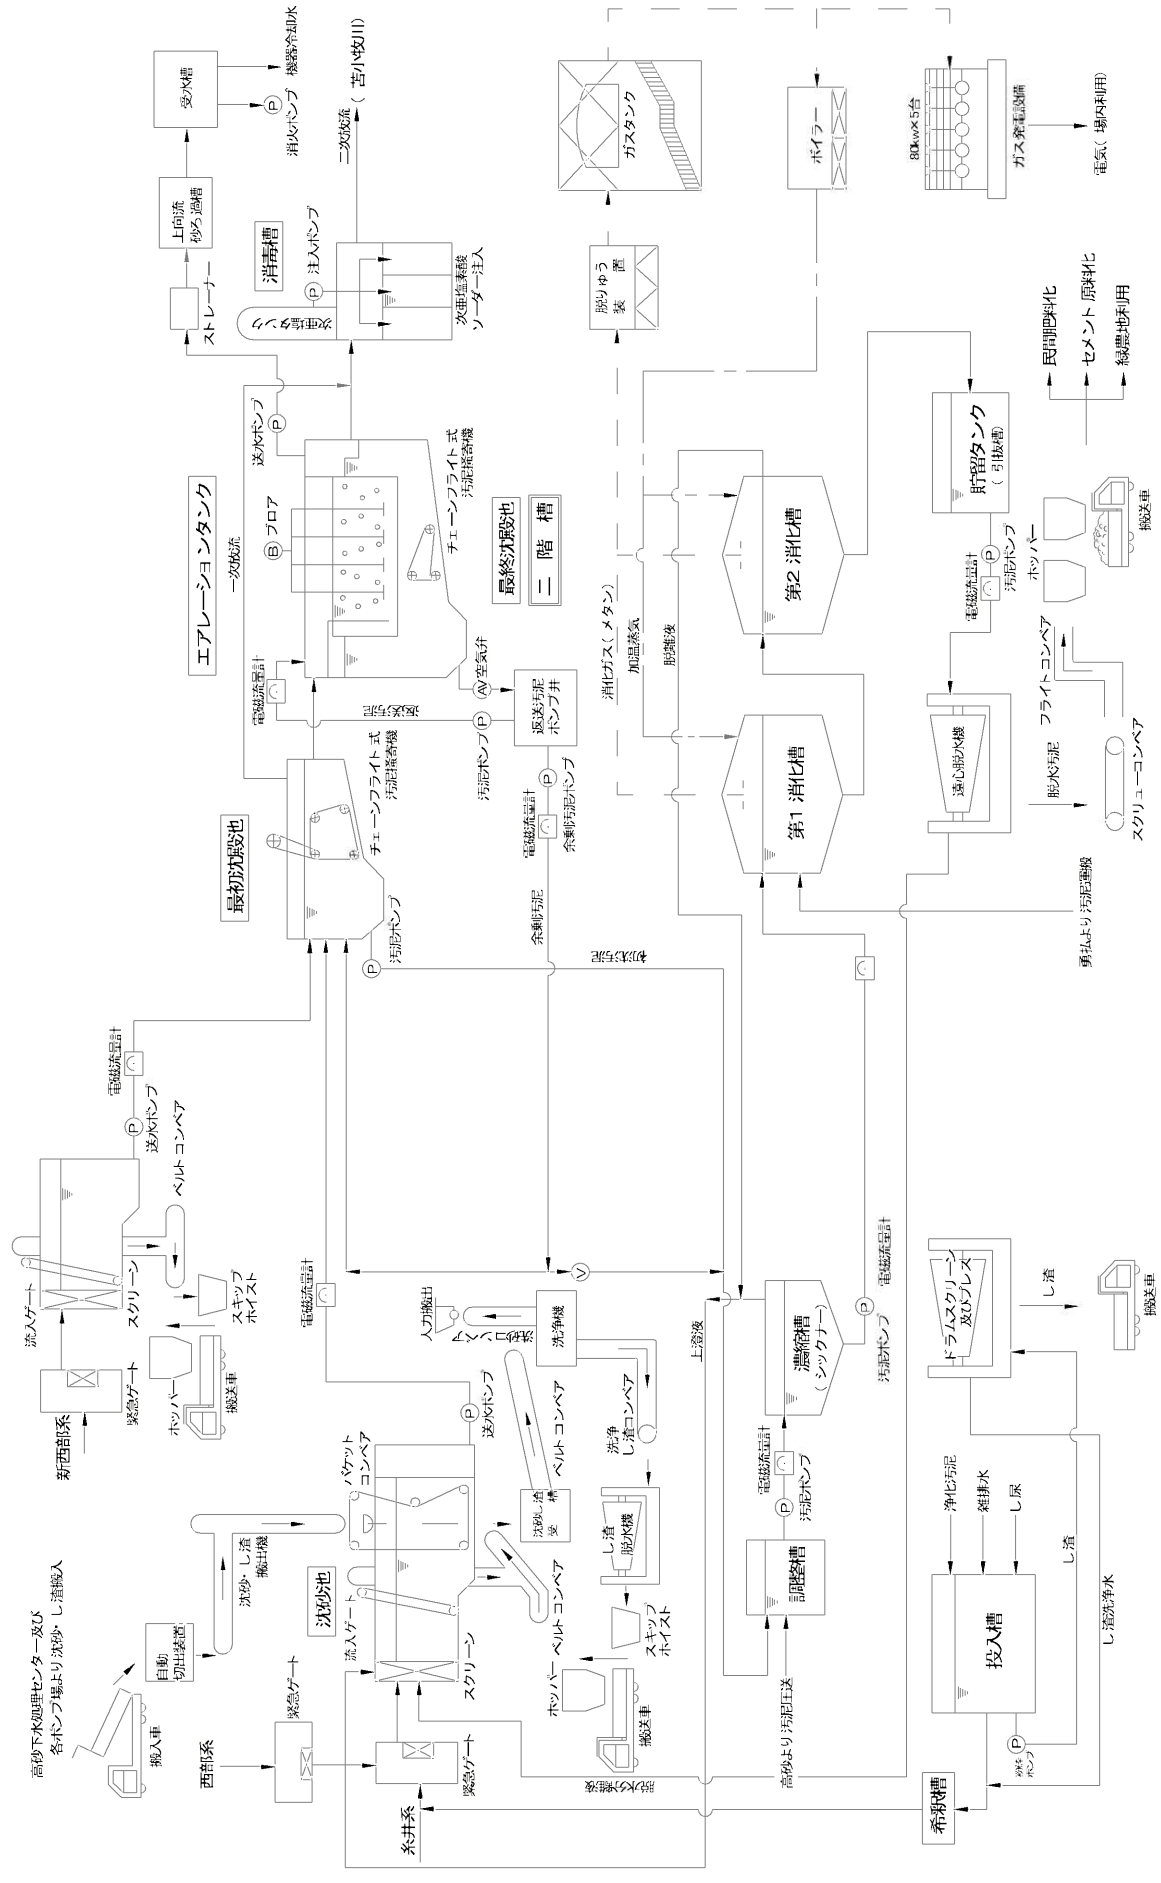 高砂下水処理センター及び
各ポンプ場より沈砂・し渣搬入
搬入車
自動
切出装置
沈砂・し渣
搬出機
西部系
緊急ゲート
糸井系
緊急ゲート
流入ゲート
沈砂池
スクリーン
バケット
コンベア
送水ポンプ
電磁流量計
ベルトコンベア
沈砂し渣
受槽
ベルトコンベア
洗浄機
人力搬出
沈砂コンベア
洗浄
し渣コンベア
し渣
脱水機
スキップ
ホイスト
ホッパー
搬送車
新西部系
緊急ゲート
流入ゲート
スクリーン
ベルトコンベア
スキップ
ホイスト
ホッパー
搬送車
送水ポンプ
電磁流量計
最初沈殿池
チェーンフライト式
汚泥掻寄機
汚泥ポンプ
初沈汚泥
一次放流
エアレーションタンク
電磁流量計
ブロア
送水ポンプ
チェーンフライト式
汚泥掻寄機
最終沈殿池
二階槽
空気弁
返送汚泥
返送汚泥
ポンプ井
汚泥ポンプ
余剰汚泥ポンプ
電磁流量計
余剰汚泥
ストレーナー
上向流
砂ろ過槽
受水槽
消火ポンプ
機器冷却水
消毒槽
注入ポンプ
次亜塩タンク
次亜塩素酸
ソーダー注入
二次放流
(苫小牧川)
脱りゅう
装置
ガスタンク
ボイラー
80kw×5台
ガス発電設備
電気(場内利用)
消化ガス(メタン)
加温蒸気
脱離液
第1消化槽
第2消化槽
貯留タンク
(引抜槽)
汚泥ポンプ
電磁流量計
遠心脱水機
脱水汚泥
スクリューコンベア
フライトコンベア
ホッパー
搬送車
民間肥料化
セメント原料化
緑農地利用
勇払より汚泥運搬
電磁流量計
汚泥ポンプ
濃縮槽
(シックナー)
上澄液
電磁流量計
汚泥ポンプ
調整槽
高砂より汚泥圧送
脱水分離液
希釈槽
投入槽
浄化汚泥
雑排水
し尿
し渣
し渣洗浄水
ドラムスクリーン
及びプレス
し渣
搬送車
P
P
P
P
P
P
P
P
P
P
P
P
P
B
AV
V